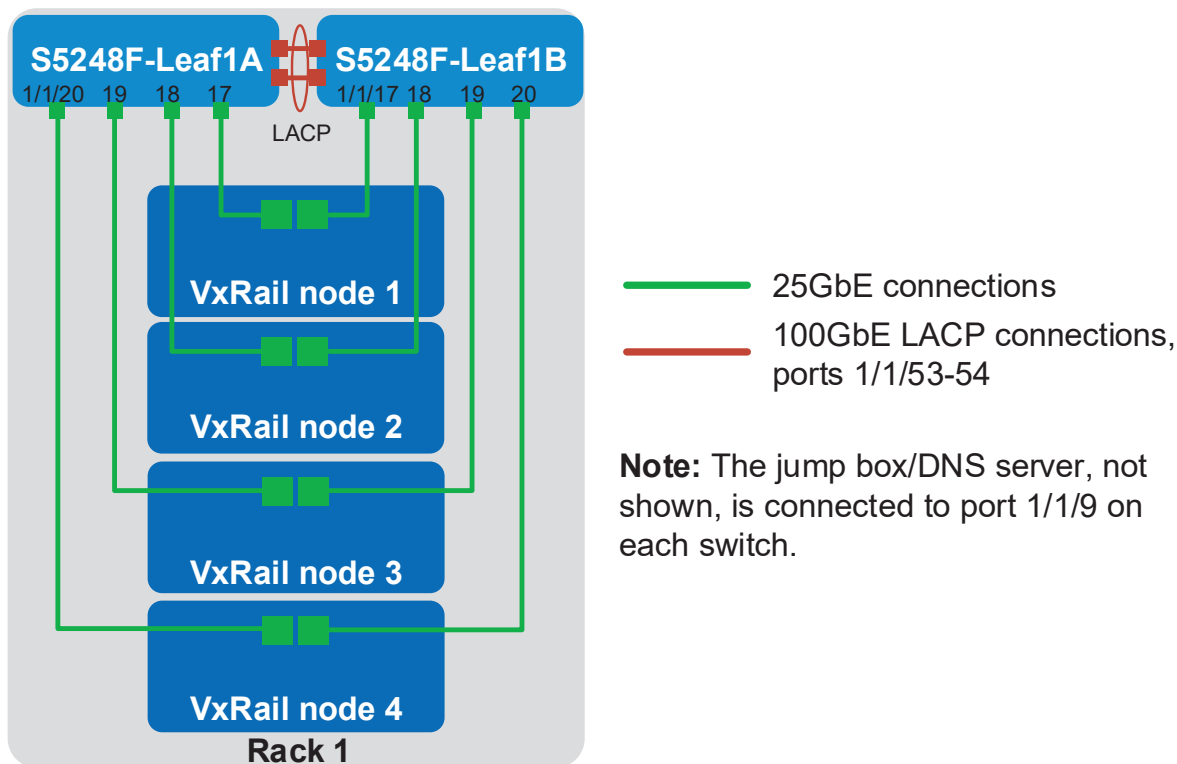 S5248F-Leaf1A
S5248F-Leaf1B
1/1/20 19 18 17
1/1/17 18 19 20
LACP
VxRail node 1
VxRail node 2
VxRail node 3
VxRail node 4
Rack 1
25GbE connections
100GbE LACP connections,
ports 1/1/53-54
Note: The jump box/DNS server, not
shown, is connected to port 1/1/9 on
each switch.